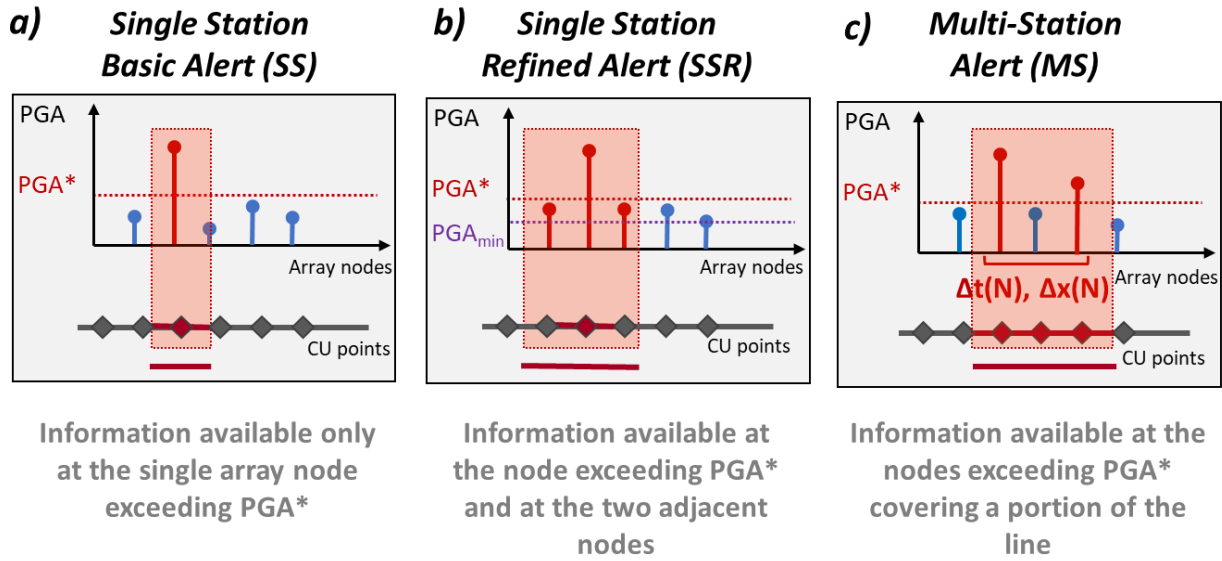 a) Single Station
Basic Alert (SS)
PGA
PGA*
Array nodes
CU points
Information available only
at the single array node
exceeding PGA*
b) Single Station
Refined Alert (SSR)
PGA
PGA*
PGAmin
Array nodes
CU points
Information available at
the node exceeding PGA*
and at the two adjacent
nodes
c) Multi-Station
Alert (MS)
PGA
PGA*
Array nodes
Δt(N), Δx(N)
CU points
Information available at the
nodes exceeding PGA*
covering a portion of the
line